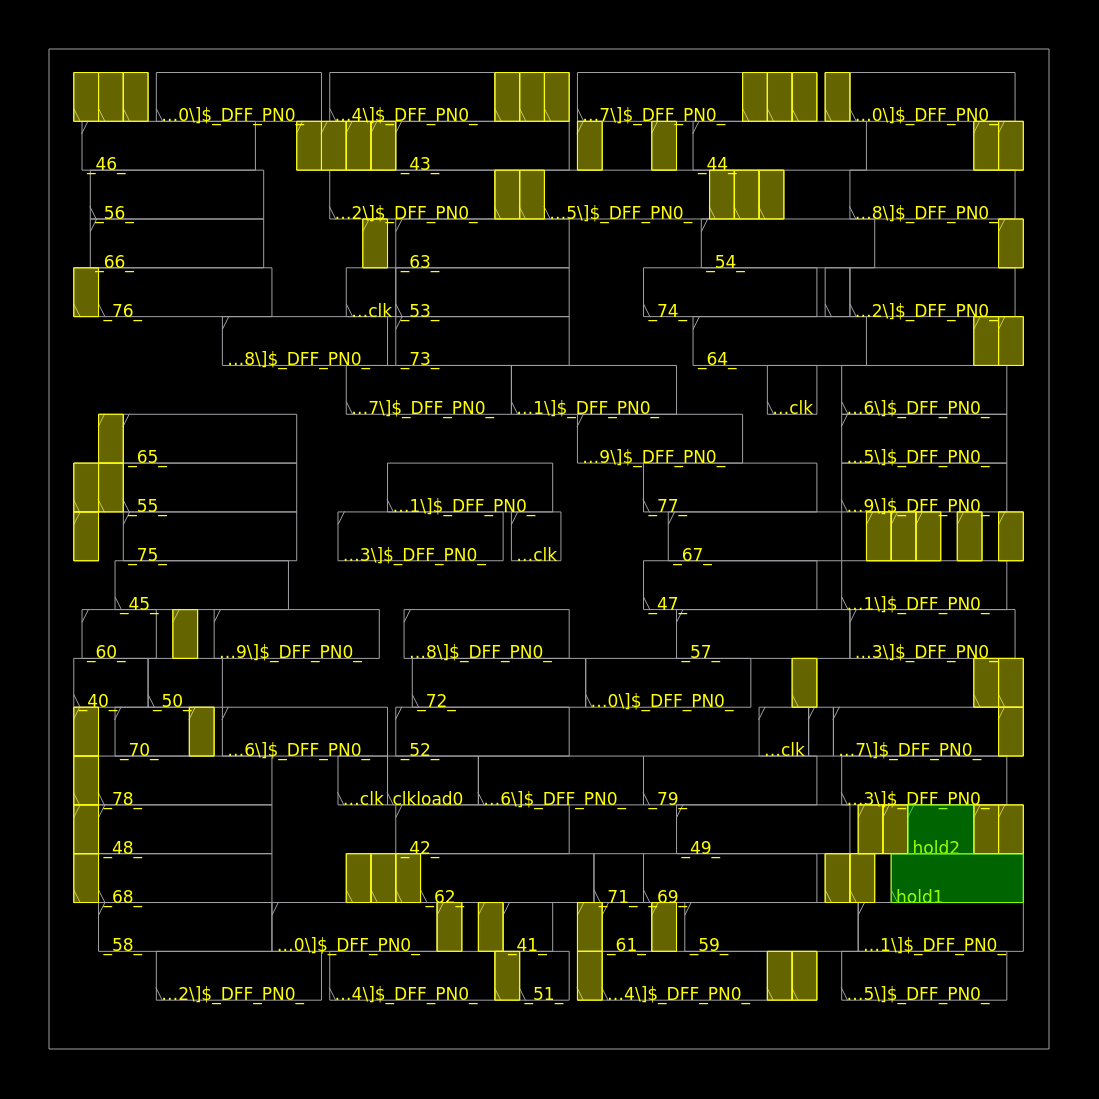 ...0\]$_DFF_PN0_ ...4\]$_DFF_PN0_ ...7\]$_DFF_PN0_ ...0\]$_DFF_PN0_
_46_ _43_ _44_
_56_ ...2\]$_DFF_PN0_ ...5\]$_DFF_PN0_ ...8\]$_DFF_PN0_
_66_ _63_ _54_
_76_ ...clk _53_ _74_ ...2\]$_DFF_PN0_
...8\]$_DFF_PN0_ _73_ _64_
...7\]$_DFF_PN0_ ...1\]$_DFF_PN0_ ...clk ...6\]$_DFF_PN0_
_65_ ...9\]$_DFF_PN0_ ...5\]$_DFF_PN0_
_55_ ...1\]$_DFF_PN0_ _77_ ...9\]$_DFF_PN0_
_75_ ...3\]$_DFF_PN0_ ...clk _67_
_45_ _47_ ...1\]$_DFF_PN0_
_60_ ...9\]$_DFF_PN0_ ...8\]$_DFF_PN0_ _57_ ...3\]$_DFF_PN0_
_40_ _50_ _72_ ...0\]$_DFF_PN0_
_70_ ...6\]$_DFF_PN0_ _52_ ...clk ...7\]$_DFF_PN0_
_78_ ...clk clkload0 ...6\]$_DFF_PN0_ _79_ ...3\]$_DFF_PN0_
_48_ _42_ _49_ hold2
_68_ _62_ _71_ _69_ hold1
_58_ ...0\]$_DFF_PN0_ _41_ _61_ _59_ ...1\]$_DFF_PN0_
...2\]$_DFF_PN0_ ...4\]$_DFF_PN0_ _51_ ...4\]$_DFF_PN0_ ...5\]$_DFF_PN0_